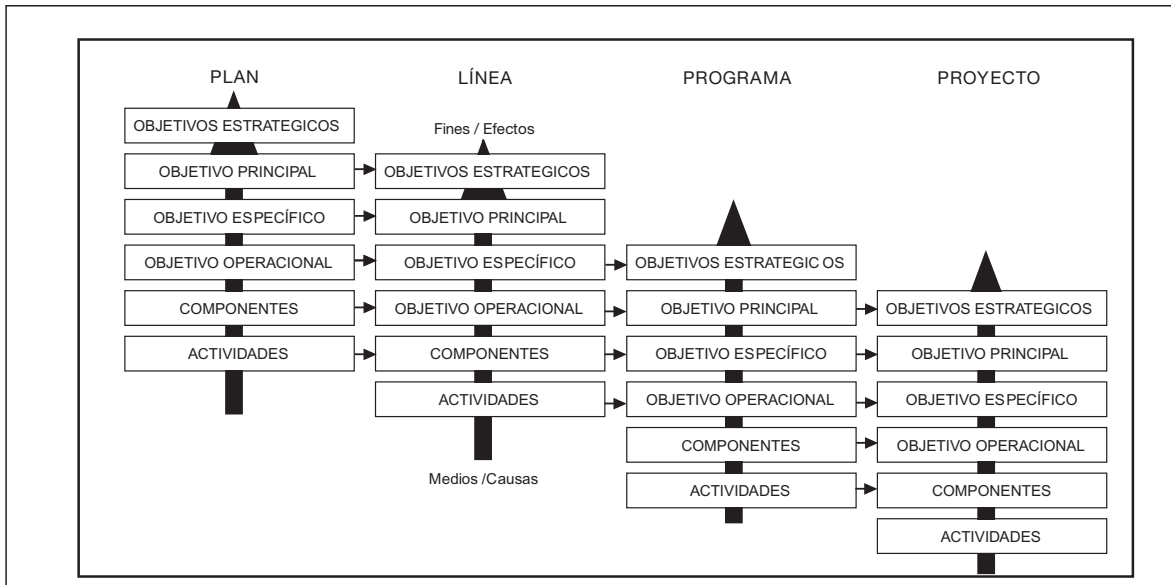 PLAN
OBJETIVOS ESTRATEGICOS
OBJETIVO PRINCIPAL
OBJETIVO ESPECÍFICO
OBJETIVO OPERACIONAL
COMPONENTES
ACTIVIDADES
LÍNEA
Fines / Efectos
OBJETIVOS ESTRATEGICOS
OBJETIVO PRINCIPAL
OBJETIVO ESPECÍFICO
OBJETIVO OPERACIONAL
COMPONENTES
ACTIVIDADES
Medios /Causas
PROGRAMA
OBJETIVOS ESTRATEGIC OS
OBJETIVO PRINCIPAL
OBJETIVO ESPECÍFICO
OBJETIVO OPERACIONAL
COMPONENTES
ACTIVIDADES
PROYECTO
OBJETIVOS ESTRATÉGICOS
OBJETIVO PRINCIPAL
OBJETIVO ESPECÍFICO
OBJETIVO OPERACIONAL
COMPONENTES
ACTIVIDADES